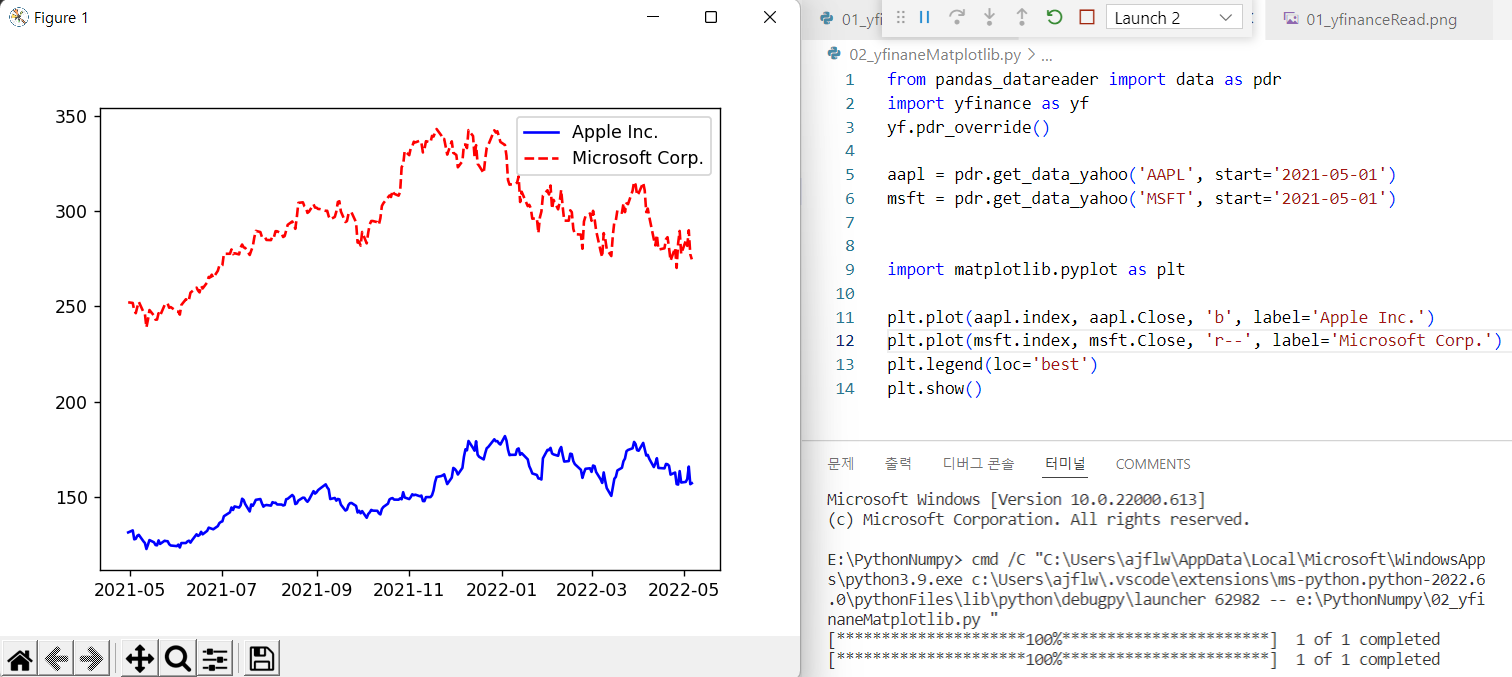 Figure 1
350
300
250
200
150
Apple Inc.
Microsoft Corp.
2021-05 2021-07 2021-09 2021-11 2022-01 2022-03 2022-05
01_yfi
Launch 2
01_yfinanceRead.png
02_yfinaneMatplotlib.py > ...
1 from pandas_datareader import data as pdr
2 import yfinance as yf
3 yf.pdr_override()
4
5 aapl = pdr.get_data_yahoo('AAPL', start='2021-05-01')
6 msft = pdr.get_data_yahoo('MSFT', start='2021-05-01')
7
8
9 import matplotlib.pyplot as plt
10
11 plt.plot(aapl.index, aapl.Close, 'b', label='Apple Inc.')
12 plt.plot(msft.index, msft.Close, 'r--', label='Microsoft Corp.')
13 plt.legend(loc='best')
14 plt.show()
문제 출력 디버그 콘솔 터미널 COMMENTS
Microsoft Windows [Version 10.0.22000.613]
(c) Microsoft Corporation. All rights reserved.
E:\PythonNumpy> cmd /C "C:\Users\ajflw\AppData\Local\Microsoft\WindowsApp
s\python3.9.exe c:\Users\ajflw\.vscode\extensions\ms-python.python-2022.6
.0\pythonFiles\lib\python\debugpy\launcher 62982 -- e:\PythonNumpy\02_yfi
naneMatplotlib.py "
[*********************100%***********************]  1 of 1 completed
[*********************100%***********************]  1 of 1 completed